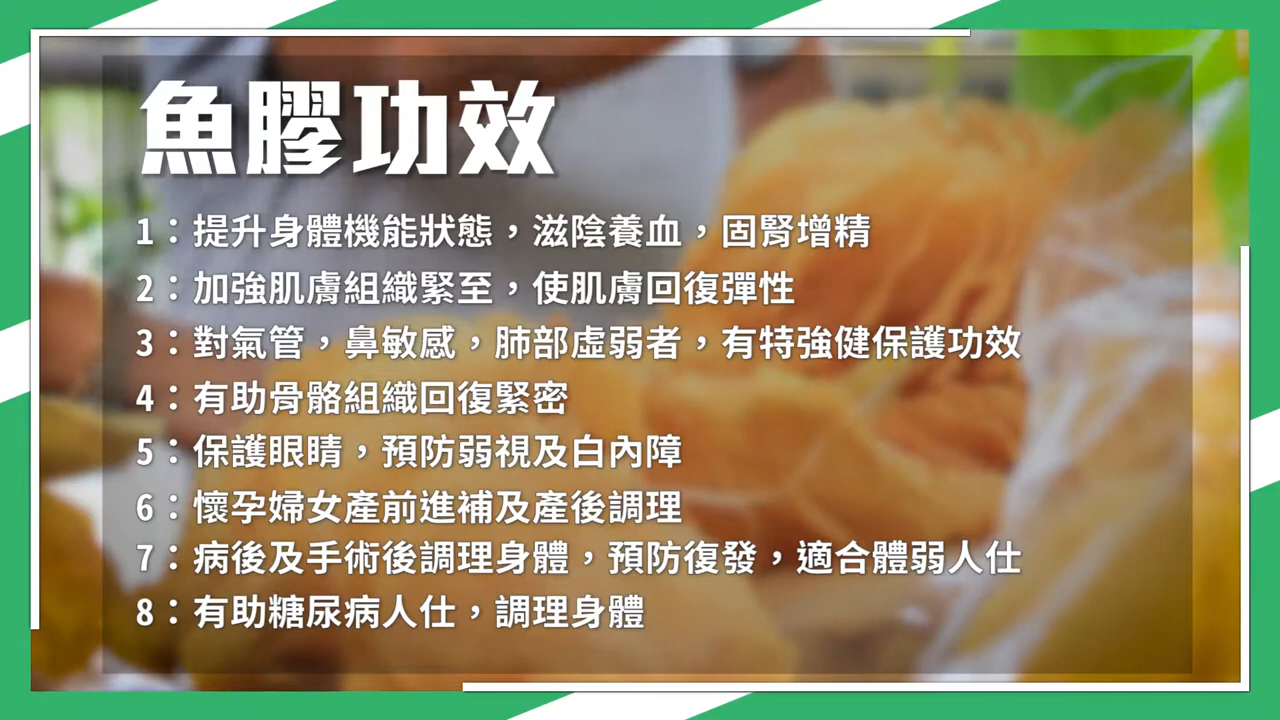 魚膠功效
1：提升身體機能狀態，滋陰養血，固腎增精
2：加強肌膚組織緊至，使肌膚回復彈性
3：對氣管，鼻敏感，肺部虛弱者，有特強健保護功效
4：有助骨骼組織回復緊密
5：保護眼睛，預防弱視及白內障
6：懷孕婦女產前進補及產後調理
7：病後及手術後調理身體，預防復發，適合體弱人仕
8：有助糖尿病人仕，調理身體